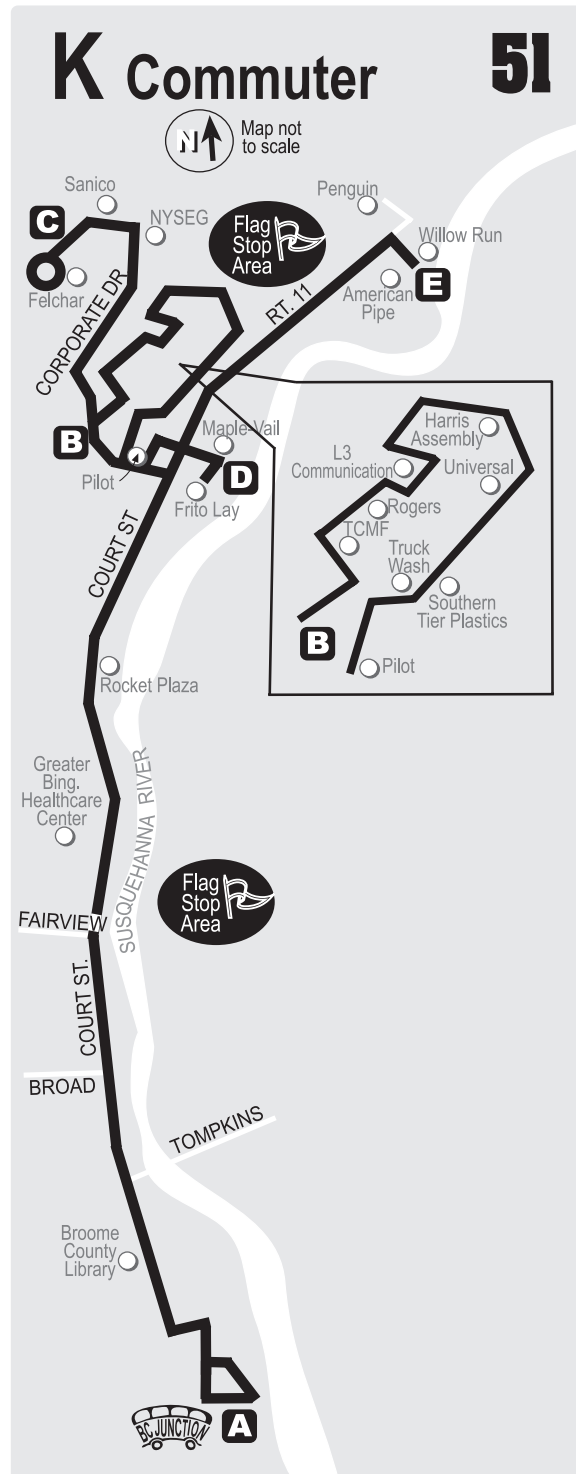 K Commuter 51
N
Map not
to scale
Sanico
C
NYSEG
Felchar
CORPORATE DR
Flag
Stop
Area
Penguin
Willow Run
E
American
Pipe
RT. 11
B
Pilot
Maple-Vail
D
Frito Lay
COURT ST
Harris
Assembly
L3
Communication
Universal
Rogers
TCMF
Truck
Wash
Southern
Tier Plastics
B
Pilot
Rocket Plaza
Greater
Bing.
Healthcare
Center
SUSQUEHANNA RIVER
Flag
Stop
Area
FAIRVIEW
COURT ST.
BROAD
TOMPKINS
Broome
County
Library
BC JUNCTION
A